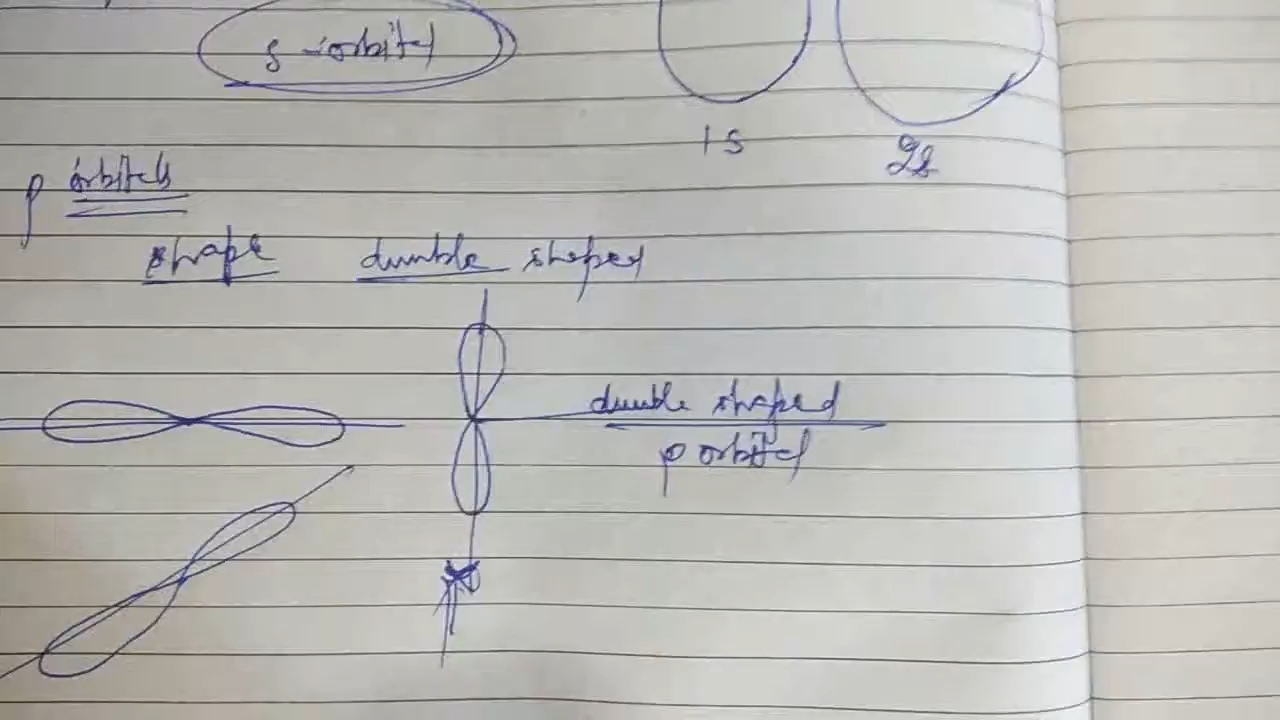 s-orbital
1s
2s
p orbitals
shape dumble shaped
dumble shaped
p orbital